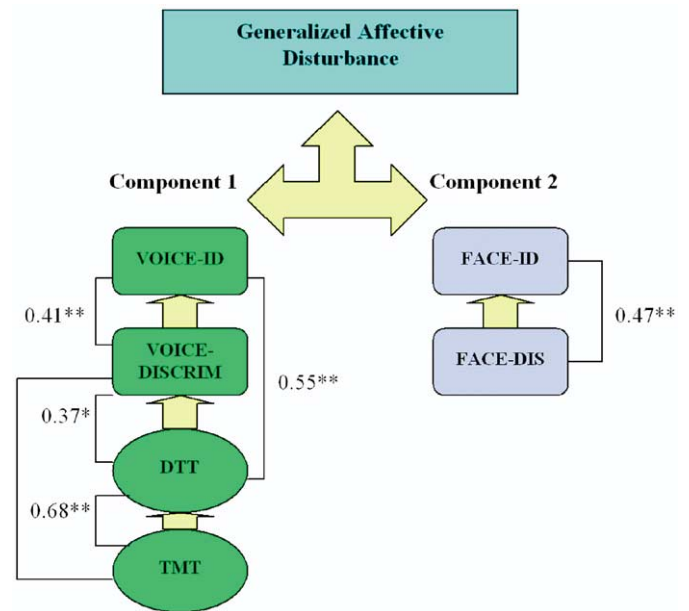 Generalized Affective
Disturbance
Component 1
Component 2
VOICE-ID
FACE-ID
0.41**
0.47**
VOICE-
DISCRIM
FACE-DIS
0.55**
0.37*
DTT
0.68**
TMT